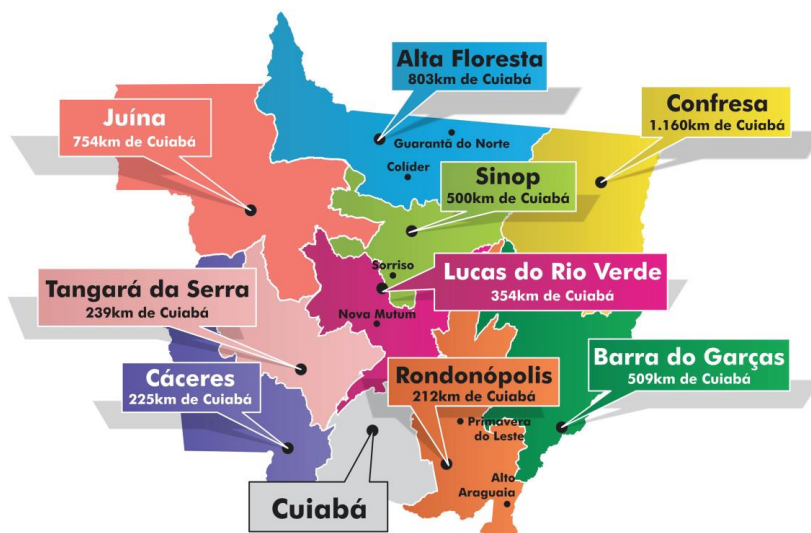 Alta Floresta
803km de Cuiabá
Juína
754km de Cuiabá
Confresa
1.160km de Cuiabá
Guarantã do Norte
Colíder
Sinop
500km de Cuiabá
Sorriso
Lucas do Rio Verde
354km de Cuiabá
Tangará da Serra
239km de Cuiabá
Nova Mutum
Barra do Garças
509km de Cuiabá
Cáceres
225km de Cuiabá
Rondonópolis
212km de Cuiabá
Primavera
do Leste
Alto
Araguaia
Cuiabá